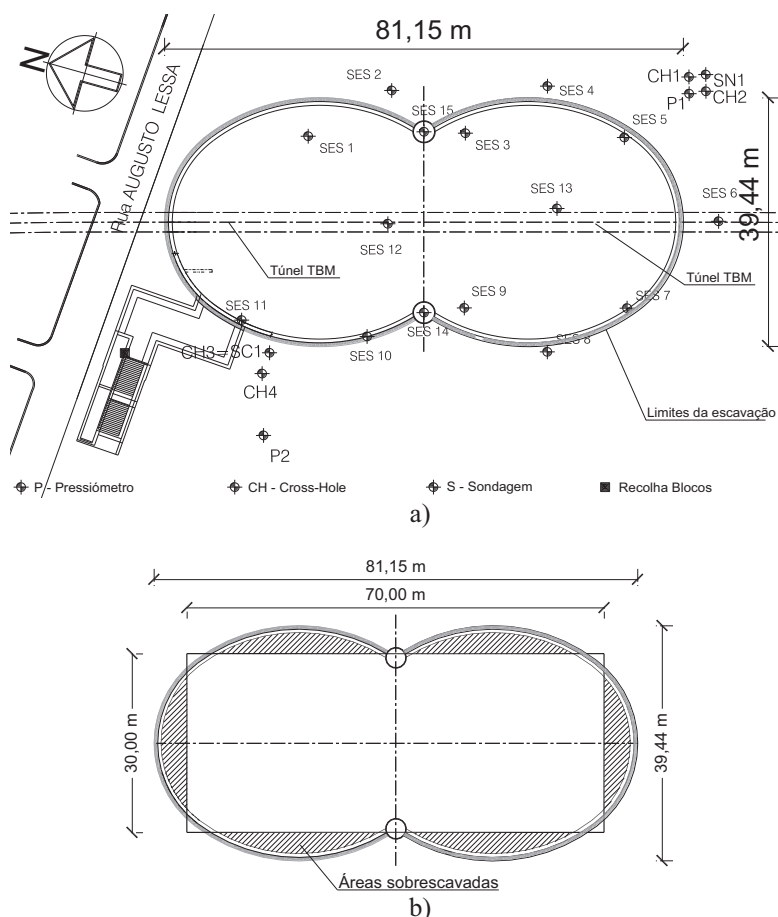 81,15 m
N
Rua AUGUSTO LESSA
SES 2
SES 4
CH1
SN1
P1
CH2
SES 15
SES 1
SES 3
SES 5
39,44 m
SES 13
SES 6
SES 12
Túnel TBM
Túnel TBM
SES 11
SES 9
SES 7
SES 14
SES 10
SES 8
CH3=SC1
CH4
Limites da escavação
P2
P - Pressiómetro
CH - Cross-Hole
S - Sondagem
Recolha Blocos
a)
81,15 m
70,00 m
30,00 m
39,44 m
Áreas sobrescavadas
b)